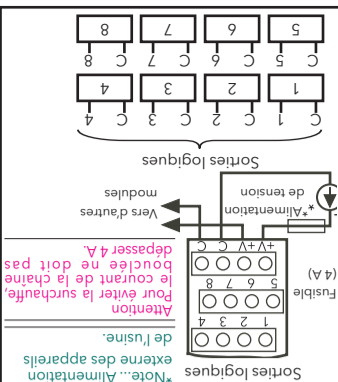 Sorties logiques
1 2 3 4
5 6 7 8
+V +V C C
Fusible
(4 A)
*Alimentation
de tension
Vers d'autres
modules
*Note... Alimentation
externe des appareils
de l'usine.
Attention
Pour éviter la surchauffe,
le courant de la chaîne
bouclée ne doit pas
dépasser 4 A.
Sorties logiques
C 1 C 2 C 3 C 4
1 2 3 4
C 5 C 6 C 7 C 8
5 6 7 8